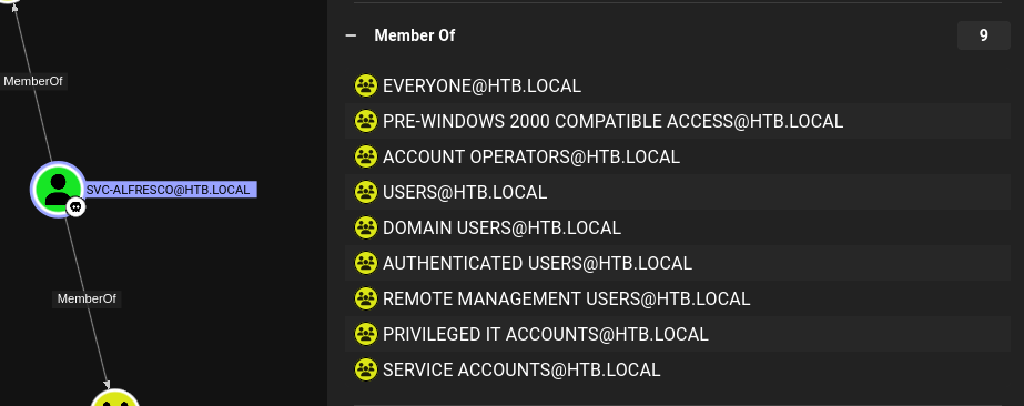 MemberOf
SVC-ALFRESCO@HTB.LOCAL
MemberOf
Member Of
9
EVERYONE@HTB.LOCAL
PRE-WINDOWS 2000 COMPATIBLE ACCESS@HTB.LOCAL
ACCOUNT OPERATORS@HTB.LOCAL
USERS@HTB.LOCAL
DOMAIN USERS@HTB.LOCAL
AUTHENTICATED USERS@HTB.LOCAL
REMOTE MANAGEMENT USERS@HTB.LOCAL
PRIVILEGED IT ACCOUNTS@HTB.LOCAL
SERVICE ACCOUNTS@HTB.LOCAL